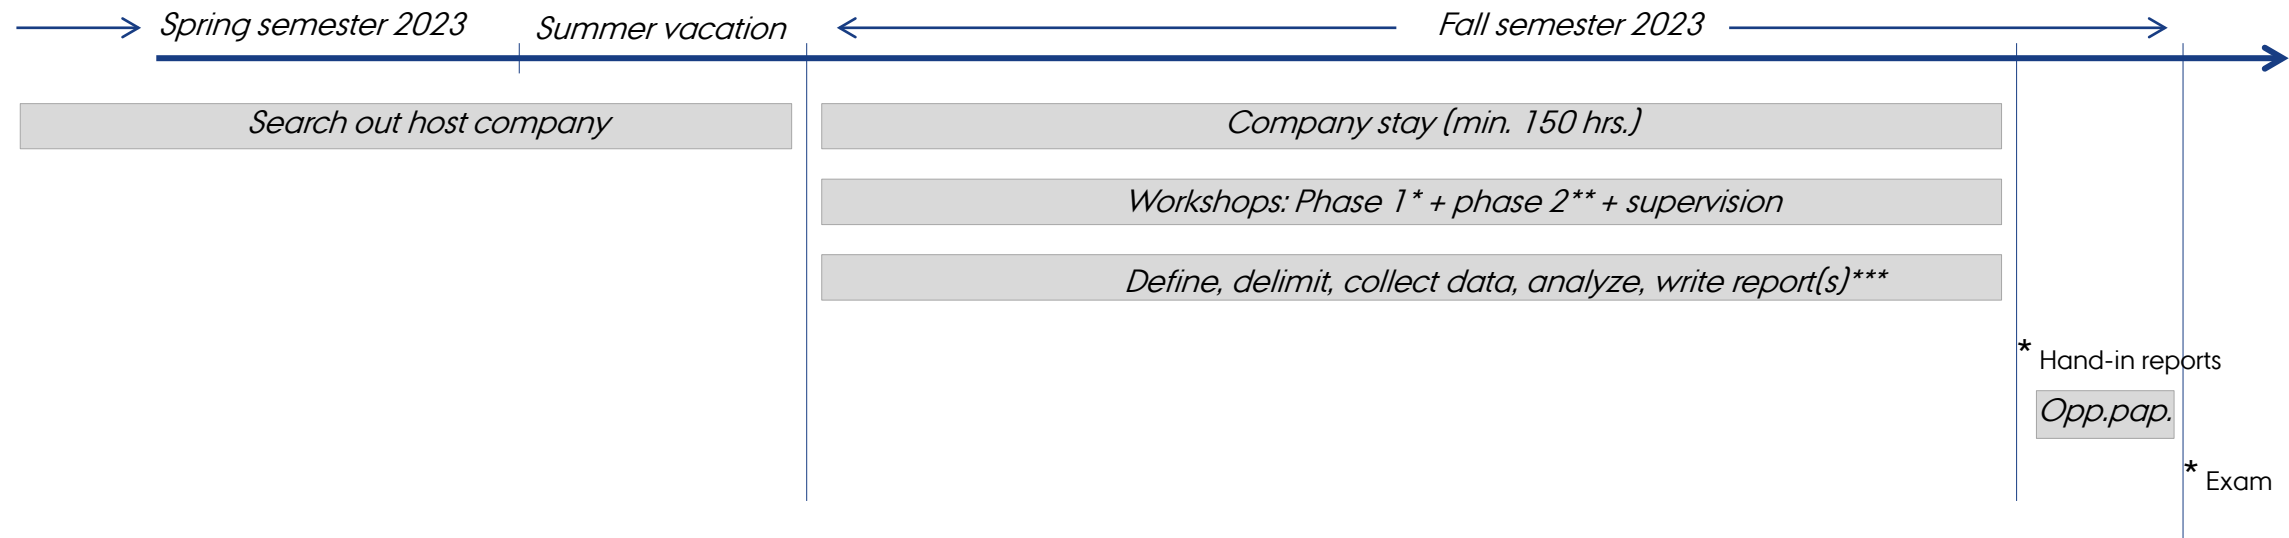 Spring semester 2023
Summer vacation
Fall semester 2023
Search out host company
Company stay (min. 150 hrs.)
Workshops: Phase 1* + phase 2** + supervision
Define, delimit, collect data, analyze, write report(s)***
* Hand-in reports
Opp.pap.
* Exam